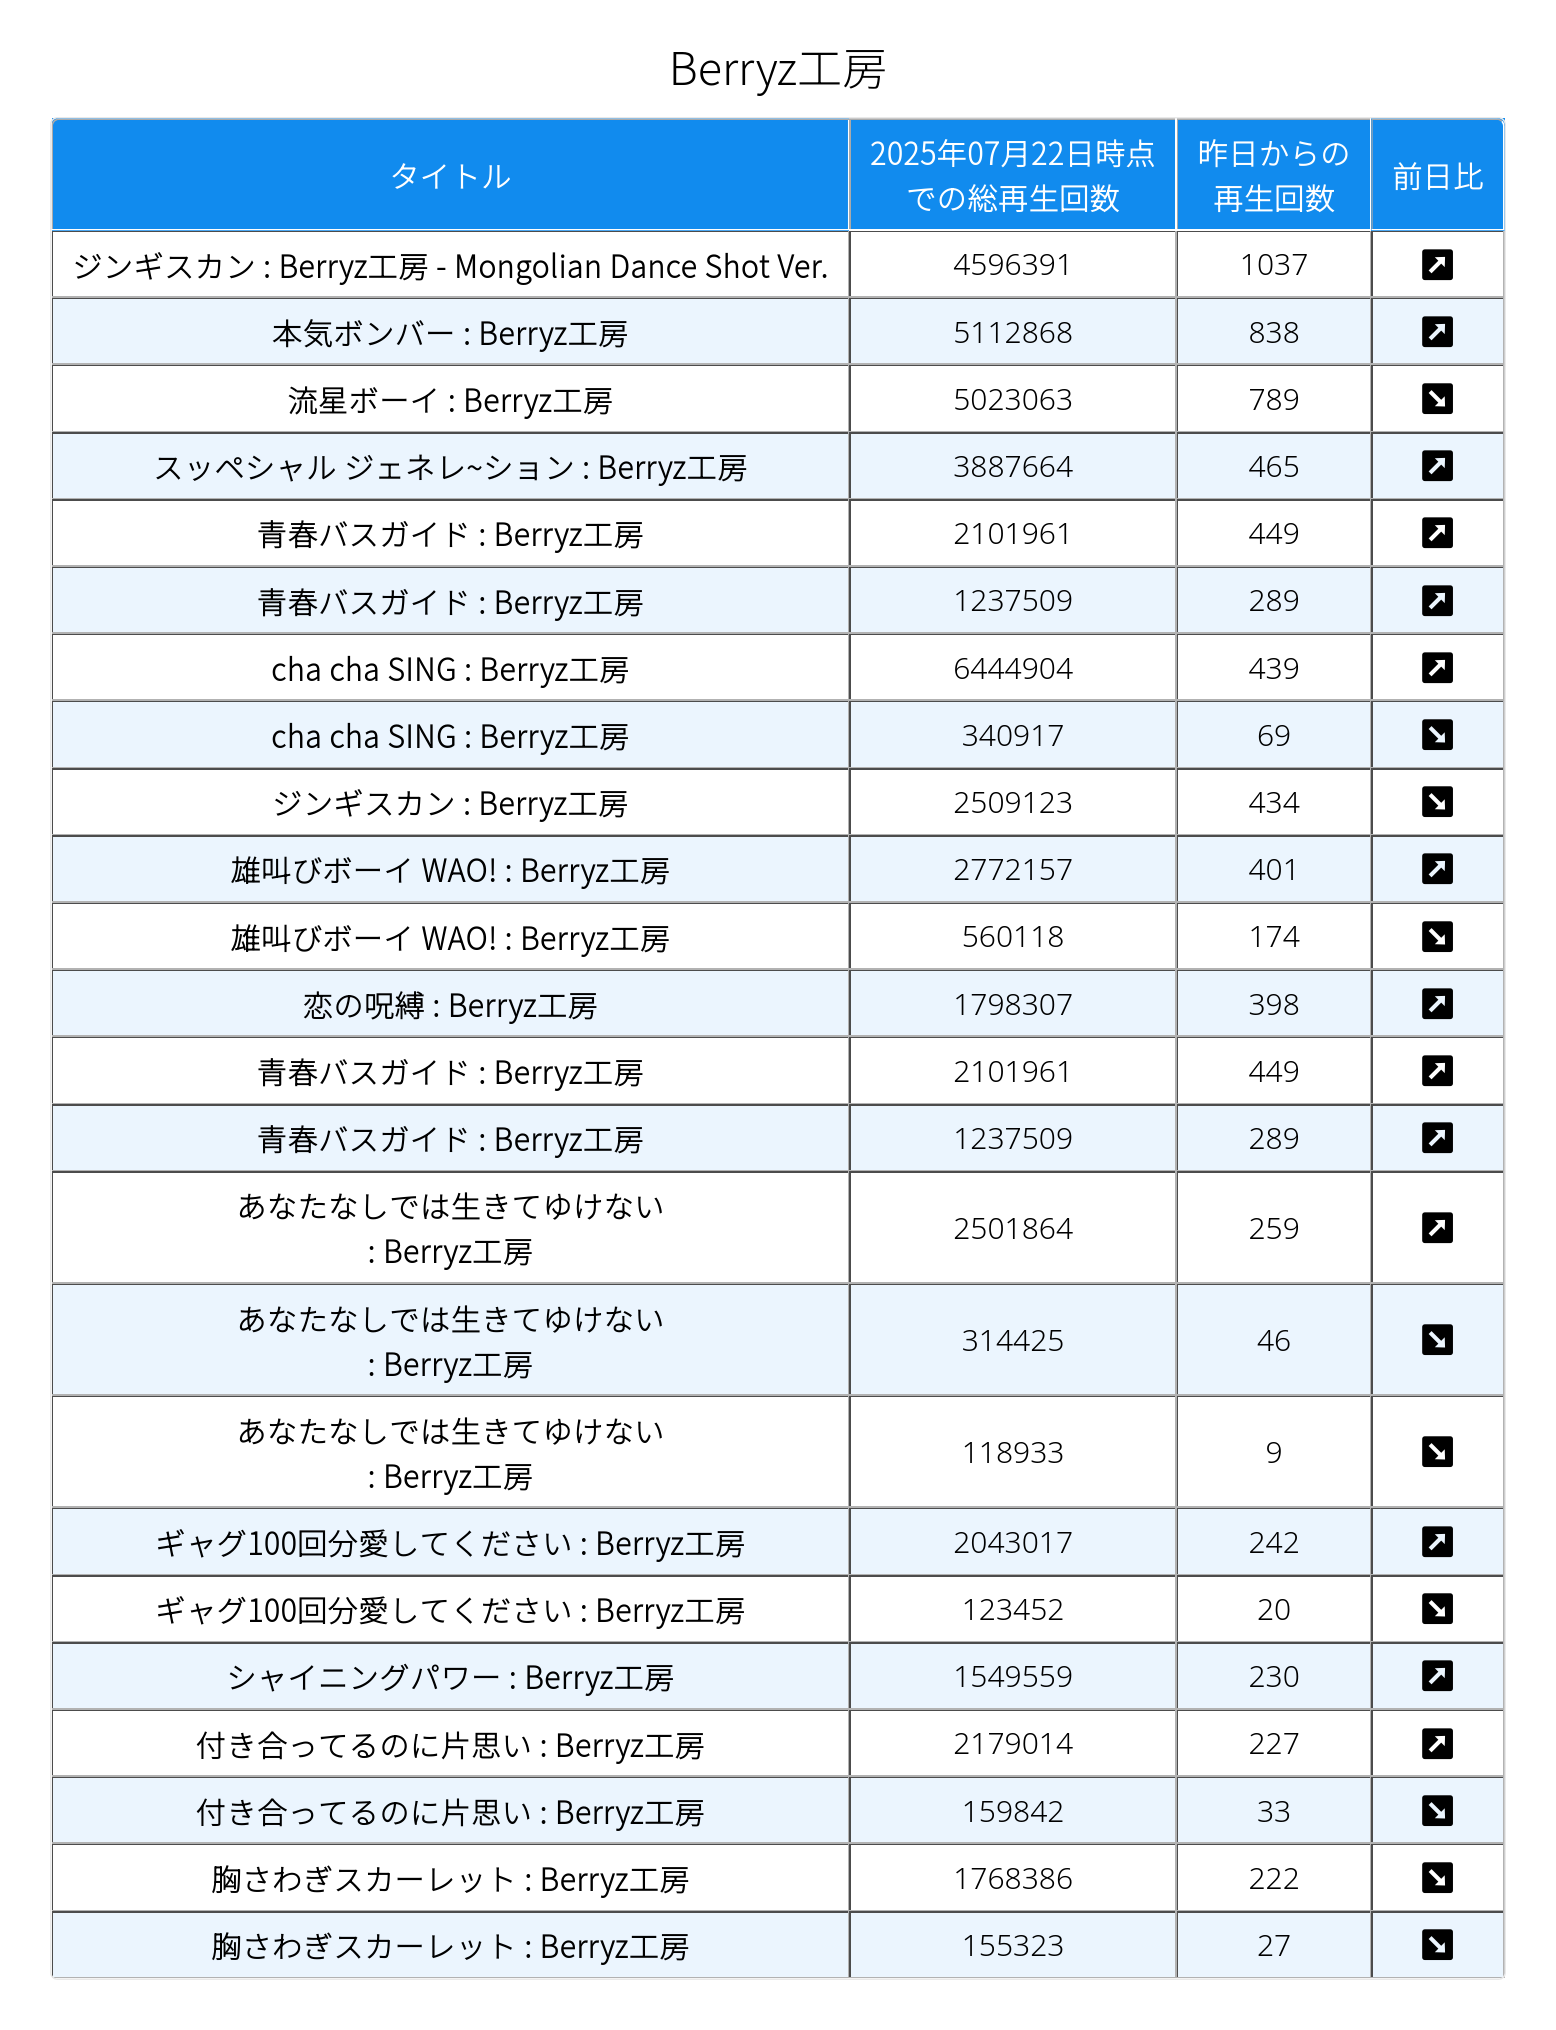 Berryz工房
タイトル 2025年07月22日時点での総再生回数 昨日からの再生回数 前日比
ジンギスカン : Berryz工房 - Mongolian Dance Shot Ver. 4596391 1037 ↗
本気ボンバー : Berryz工房 5112868 838 ↗
流星ボーイ : Berryz工房 5023063 789 ↘
スッペシャル ジェネレ~ション : Berryz工房 3887664 465 ↗
青春バスガイド : Berryz工房 2101961 449 ↗
青春バスガイド : Berryz工房 1237509 289 ↗
cha cha SING : Berryz工房 6444904 439 ↗
cha cha SING : Berryz工房 340917 69 ↘
ジンギスカン : Berryz工房 2509123 434 ↘
雄叫びボーイ WAO! : Berryz工房 2772157 401 ↗
雄叫びボーイ WAO! : Berryz工房 560118 174 ↘
恋の呪縛 : Berryz工房 1798307 398 ↗
青春バスガイド : Berryz工房 2101961 449 ↗
青春バスガイド : Berryz工房 1237509 289 ↗
あなたなしでは生きてゆけない
: Berryz工房 2501864 259 ↗
あなたなしでは生きてゆけない
: Berryz工房 314425 46 ↘
あなたなしでは生きてゆけない
: Berryz工房 118933 9 ↘
ギャグ100回分愛してください : Berryz工房 2043017 242 ↗
ギャグ100回分愛してください : Berryz工房 123452 20 ↘
シャイニングパワー : Berryz工房 1549559 230 ↗
付き合ってるのに片思い : Berryz工房 2179014 227 ↗
付き合ってるのに片思い : Berryz工房 159842 33 ↘
胸さわぎスカーレット : Berryz工房 1768386 222 ↘
胸さわぎスカーレット : Berryz工房 155323 27 ↘